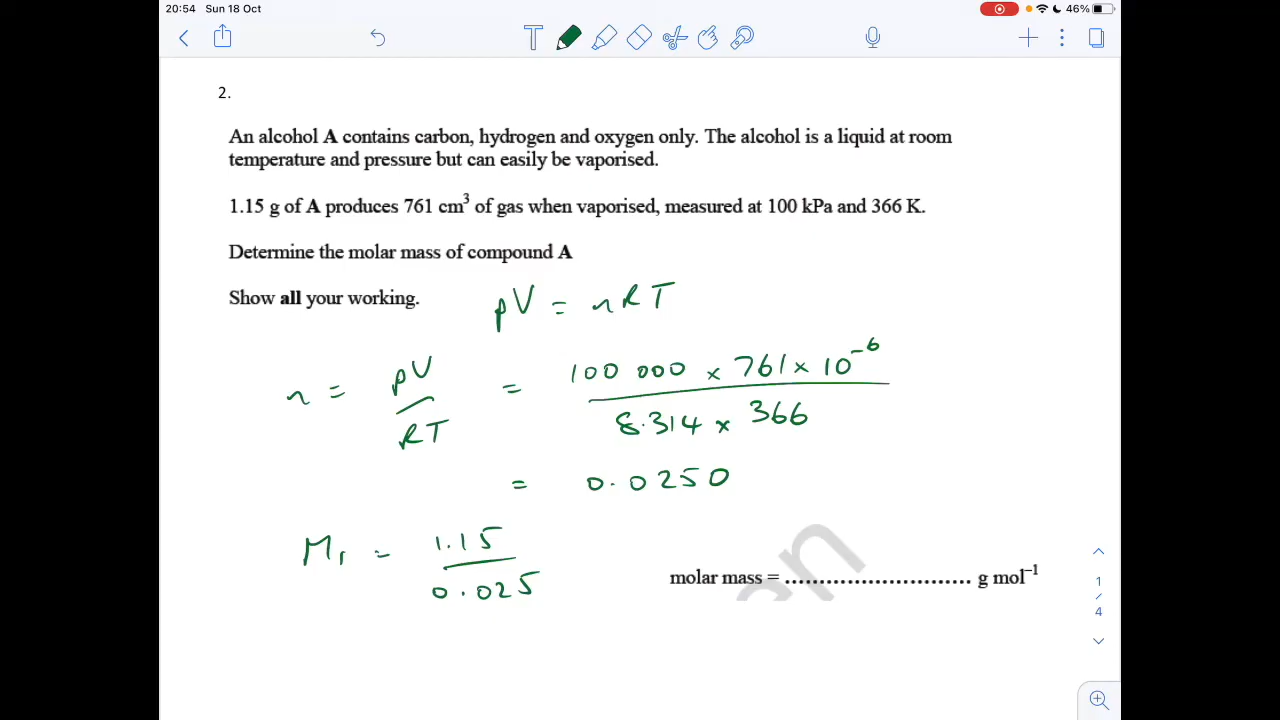 20:54 Sun 18 Oct 46%
2.
An alcohol A contains carbon, hydrogen and oxygen only. The alcohol is a liquid at room
temperature and pressure but can easily be vaporised.
1.15 g of A produces 761 cm³ of gas when vaporised, measured at 100 kPa and 366 K.
Determine the molar mass of compound A
Show all your working.
pV = nRT
n = pV / RT = 100 000 × 761 × 10⁻⁶ / 8.314 × 366
= 0.0250
Mr = 1.15 / 0.025
molar mass = ............................ g mol⁻¹
1 / 4